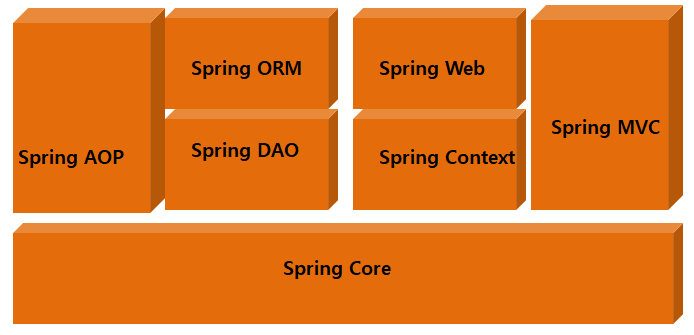 Spring ORM
Spring Web
Spring MVC
Spring AOP
Spring DAO
Spring Context
Spring Core